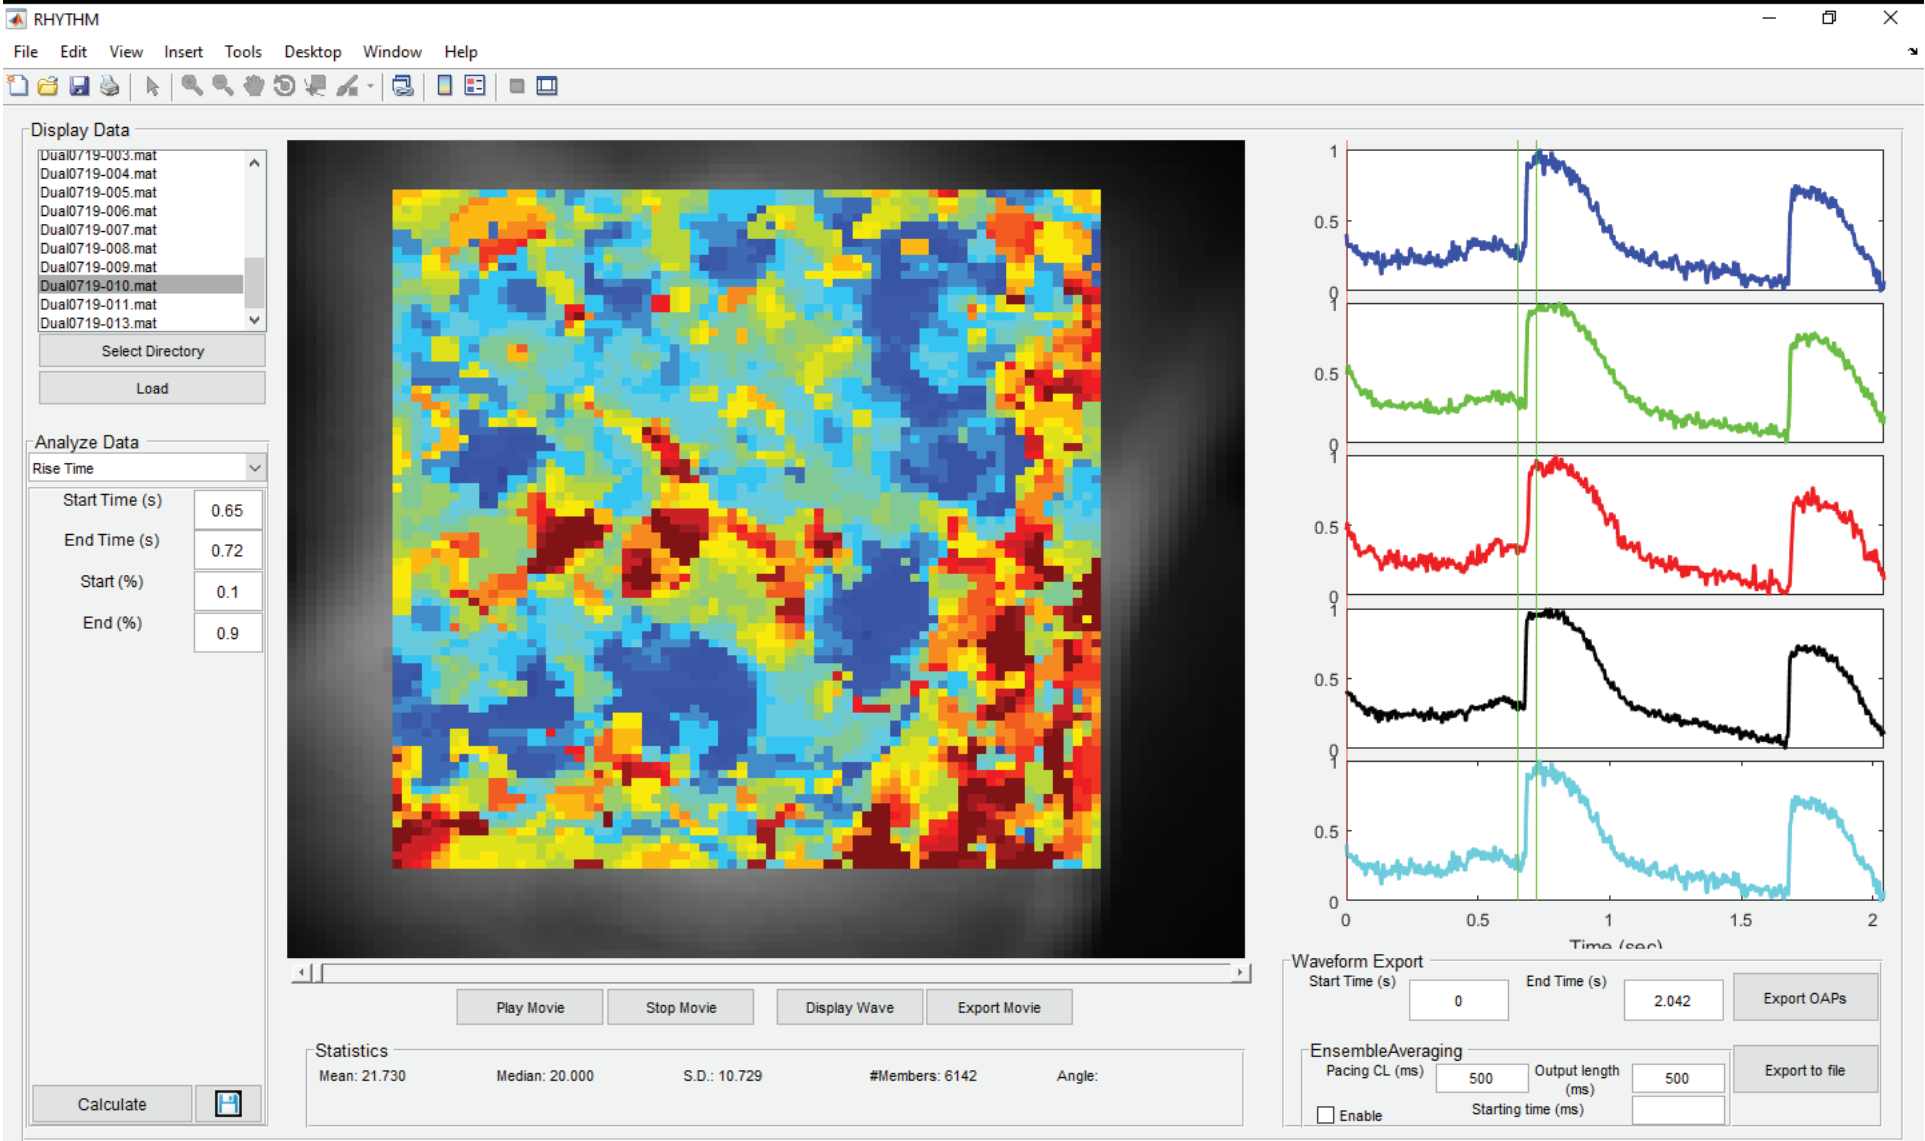 RHYTHM
File Edit View Insert Tools Desktop Window Help
Display Data
Dual0719-003.mat
Dual0719-004.mat
Dual0719-005.mat
Dual0719-006.mat
Dual0719-007.mat
Dual0719-008.mat
Dual0719-009.mat
Dual0719-010.mat
Dual0719-011.mat
Dual0719-013.mat
Select Directory
Load
Analyze Data
Rise Time
Start Time (s) 0.65
End Time (s) 0.72
Start (%) 0.1
End (%) 0.9
Calculate
Play Movie Stop Movie Display Wave Export Movie
Statistics
Mean: 21.730 Median: 20.000 S.D.: 10.729 #Members: 6142 Angle:
1
0.5
0
1
0.5
0
1
0.5
0
1
0.5
0
1
0.5
0
0 0.5 1 1.5 2
Time (sec)
Waveform Export
Start Time (s) 0 End Time (s) 2.042 Export OAPs
EnsembleAveraging
Pacing CL (ms) 500 Output length (ms) 500 Export to file
Enable Starting time (ms)